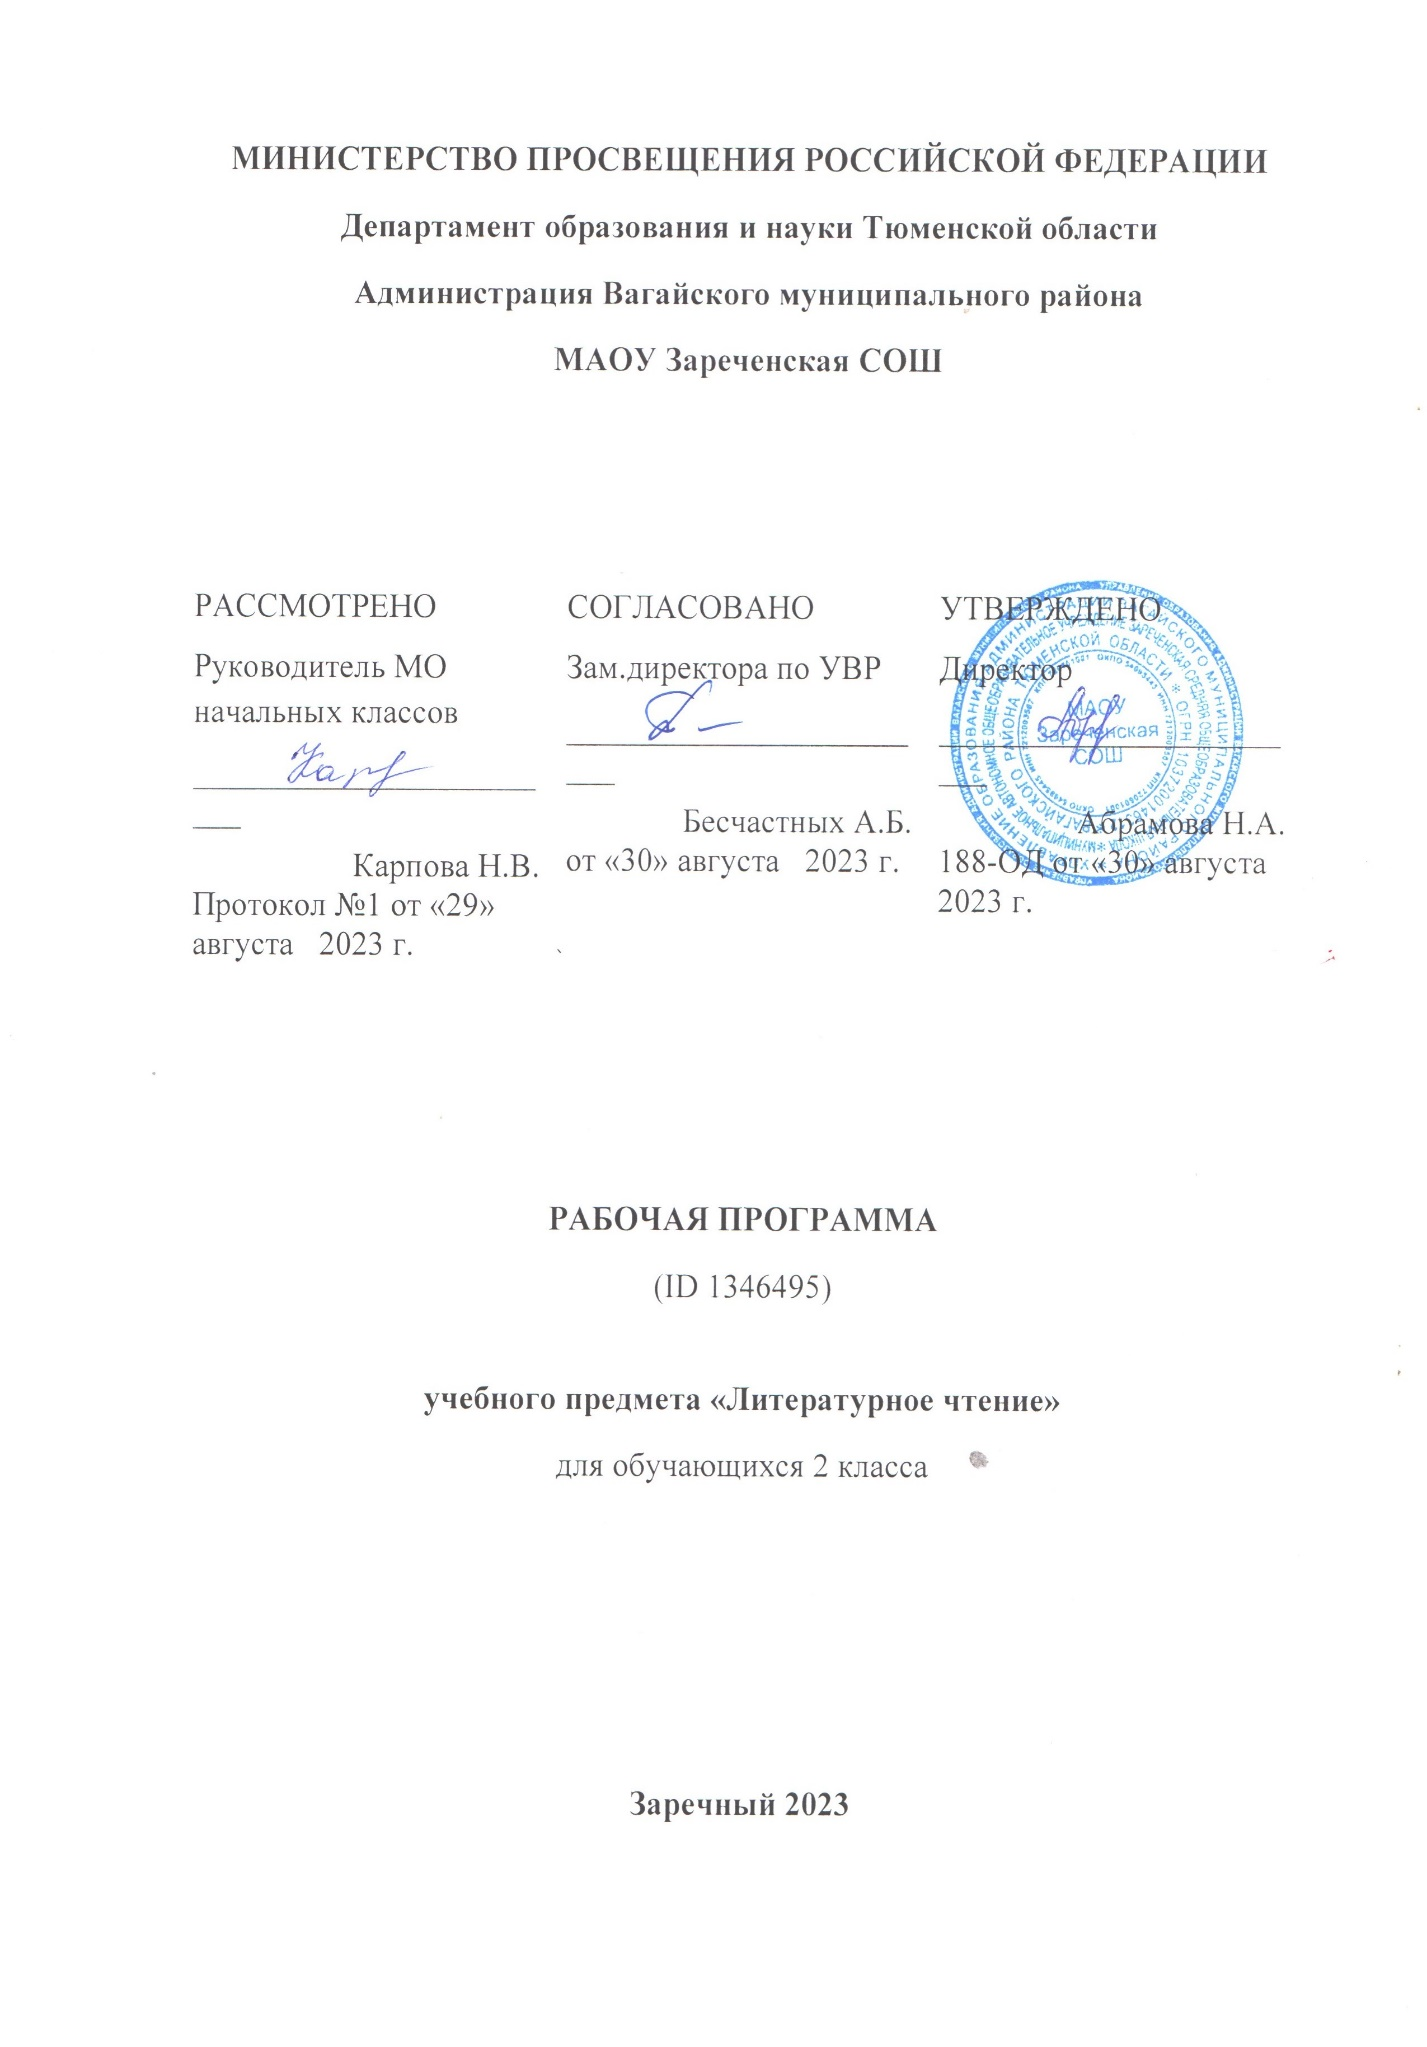 МИНИСТЕРСТВО ПРОСВЕЩЕНИЯ РОССИЙСКОЙ ФЕДЕРАЦИИ
Департамент образования и науки Тюменской области
Администрация Вагайского муниципального района
МАОУ Зареченская СОШ
РАССМОТРЕНО
Руководитель МО
начальных классов
Карпова Н.В.
Протокол №1 от «29»
августа 2023 г.
СОГЛАСОВАНО
Зам.директора по УВР
Бесчастных А.Б.
от «30» августа 2023 г.
УТВЕРЖДЕНО
Директор
МАОУ
Зареченская
СОШ
Абрамова Н.А.
188-ОД от «30» августа
2023 г.
РАБОЧАЯ ПРОГРАММА
(ID 1346495)
учебного предмета «Литературное чтение»
для обучающихся 2 класса
Заречный 2023